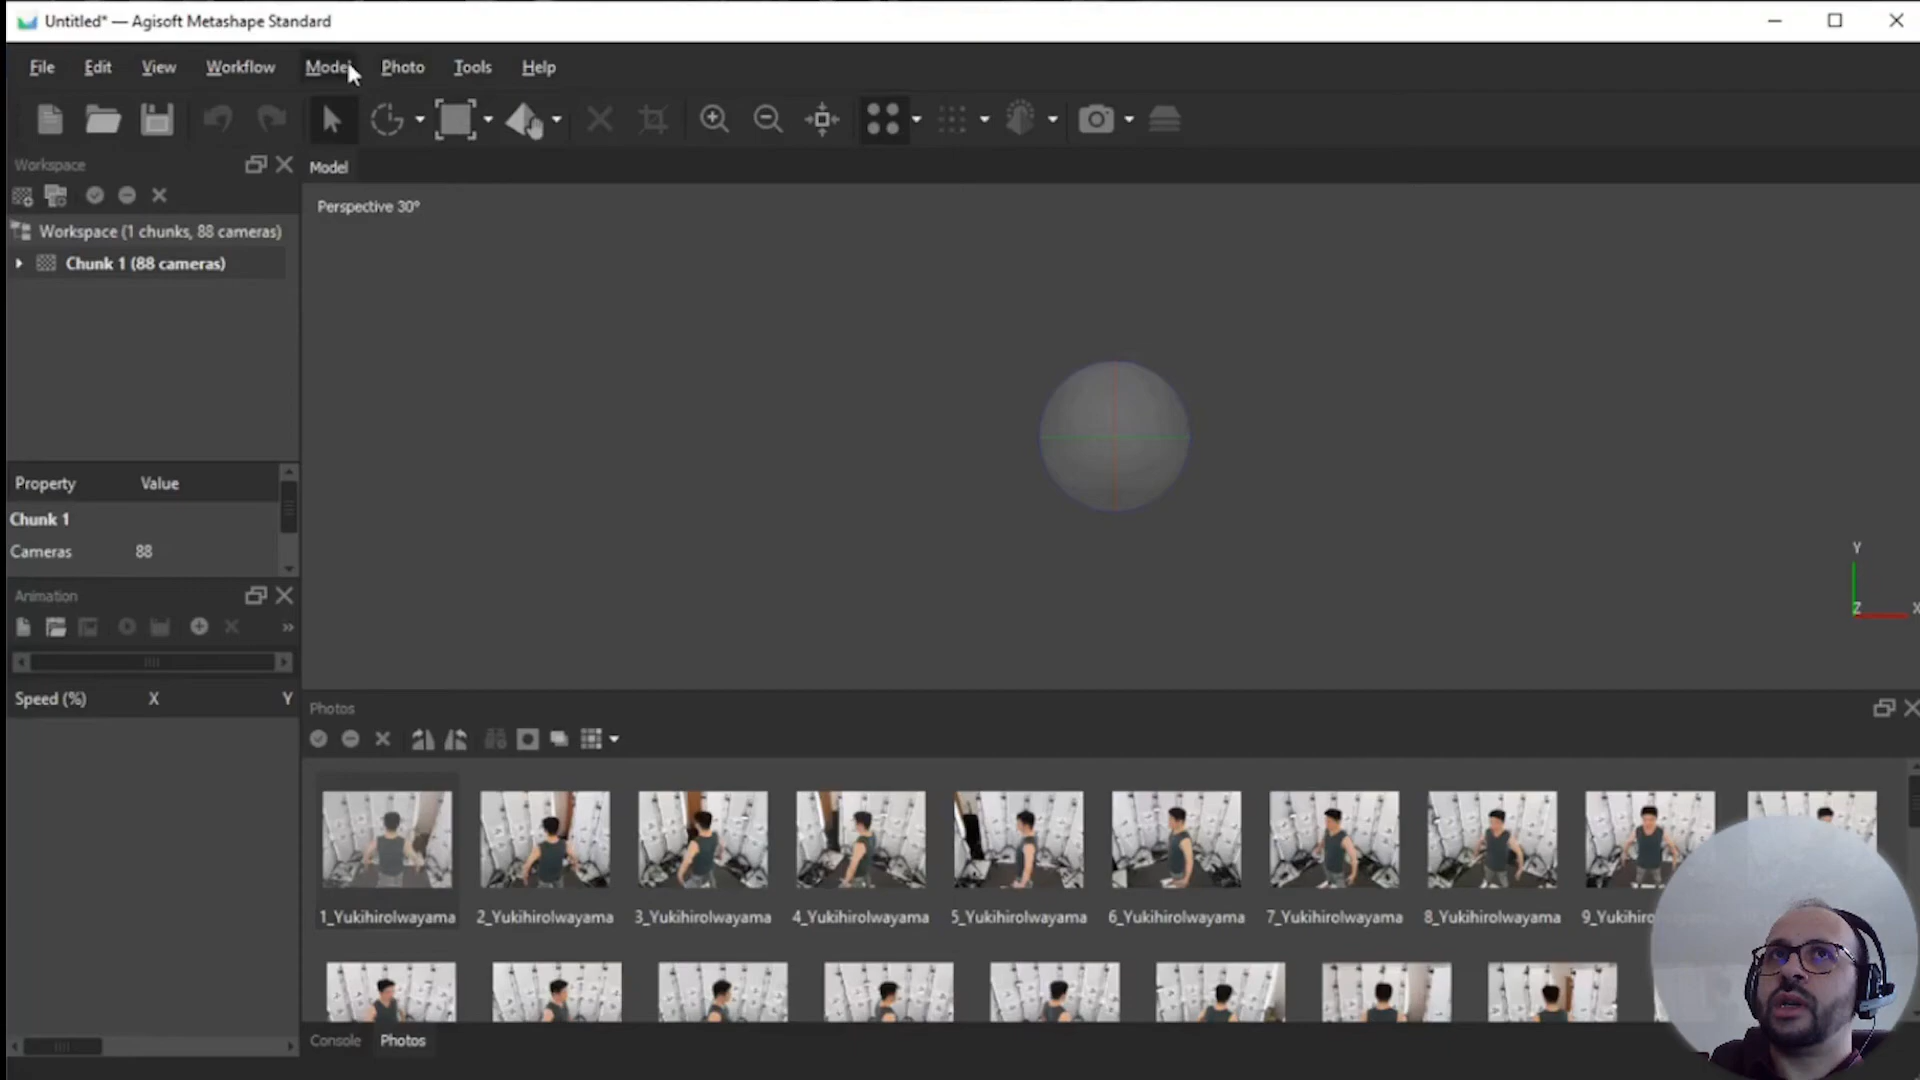 Untitled* — Agisoft Metashape Standard
File Edit View Workflow Model Photo Tools Help
Workspace
Model
Perspective 30°
Workspace (1 chunks, 88 cameras)
Chunk 1 (88 cameras)
Property Value
Chunk 1
Cameras 88
Y
Z X
Animation
Speed (%) X Y
Photos
1_YukihiroIwayama 2_YukihiroIwayama 3_YukihiroIwayama 4_YukihiroIwayama 5_YukihiroIwayama 6_YukihiroIwayama 7_YukihiroIwayama 8_YukihiroIwayama
Console Photos